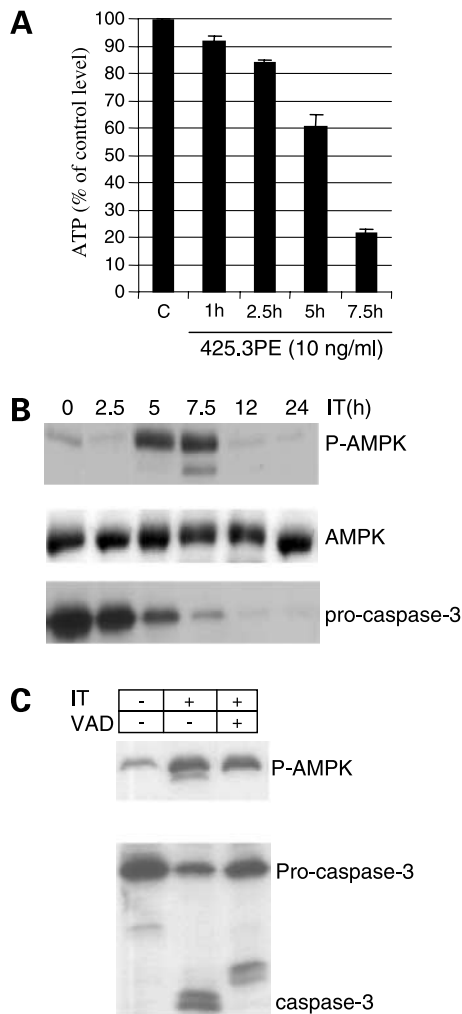 A
ATP (% of control level)
100
90
80
70
60
50
40
30
20
10
0
C 1h 2.5h 5h 7.5h
425.3PE (10 ng/ml)
B
0 2.5 5 7.5 12 24 IT(h)
P-AMPK
AMPK
pro-caspase-3
C
IT - + +
VAD - - +
P-AMPK
Pro-caspase-3
caspase-3